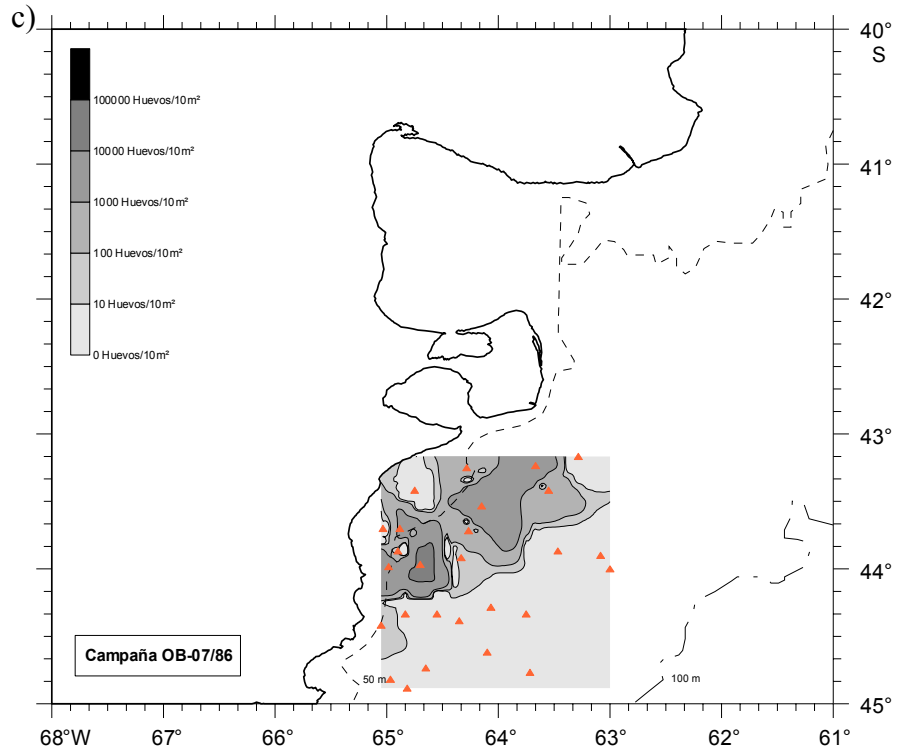 c)
40°
S
100000 Huevos/10m²
10000 Huevos/10m²
1000 Huevos/10m²
100 Huevos/10m²
10 Huevos/10m²
0 Huevos/10m²
41°
42°
43°
44°
Campaña OB-07/86
50 m
100 m
45°
68°W
66°
65°
64°
63°
62°
61°